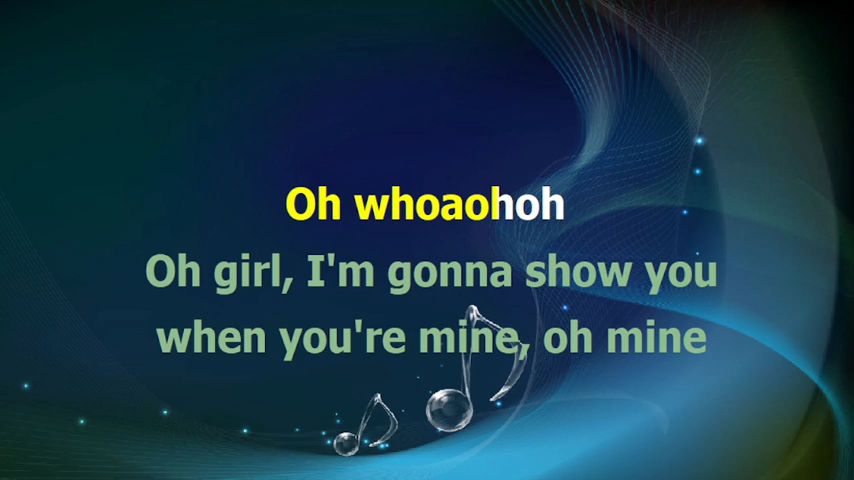 Oh whoaohoh
Oh girl, I'm gonna show you
when you're mine, oh mine